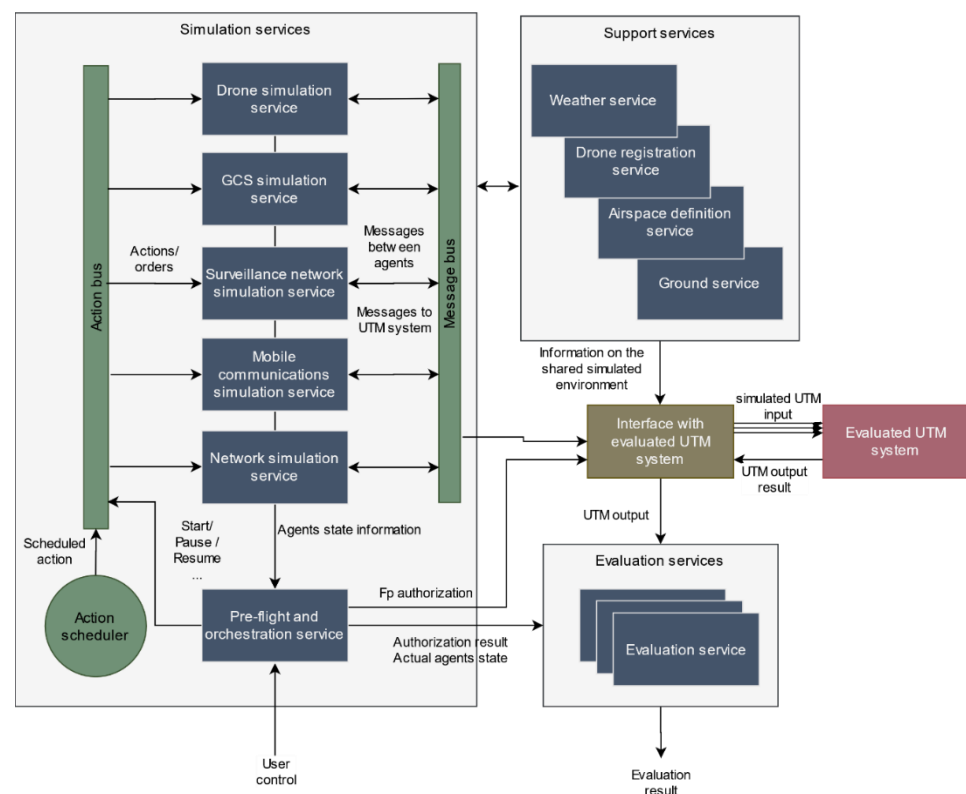 Simulation services
Support services
Drone simulation
service
Weather service
Drone registration
service
GCS simulation
service
Airspace definition
service
Messages
between
agents
Actions/
orders
Surveillance network
simulation service
Ground service
Action bus
Message bus
Messages to
UTM system
Mobile
communications
simulation service
Information on the
shared simulated
environment
simulated UTM
input
Interface with
evaluated UTM
system
Evaluated UTM
system
Network simulation
service
UTM output
result
Start/
Pause /
Resume
...
Agents state information
UTM output
Scheduled
action
Evaluation services
Fp authorization
Action
scheduler
Pre-flight and
orchestration service
Authorization result
Actual agents state
Evaluation service
User
control
Evaluation
result